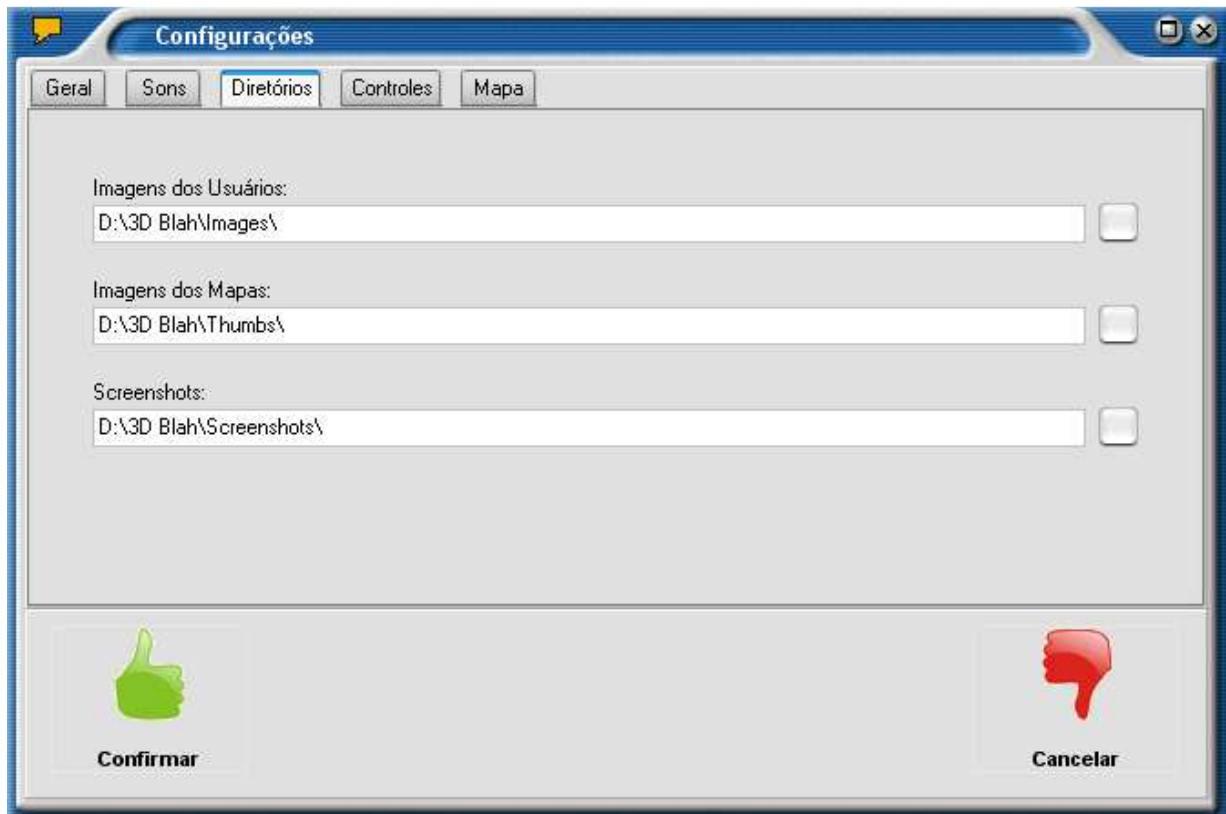 Configurações
Geral Sons Diretórios Controles Mapa
Imagens dos Usuários:
D:\3D Blah\Images\
Imagens dos Mapas:
D:\3D Blah\Thumbs\
Screenshots:
D:\3D Blah\Screenshots\
Confirmar Cancelar